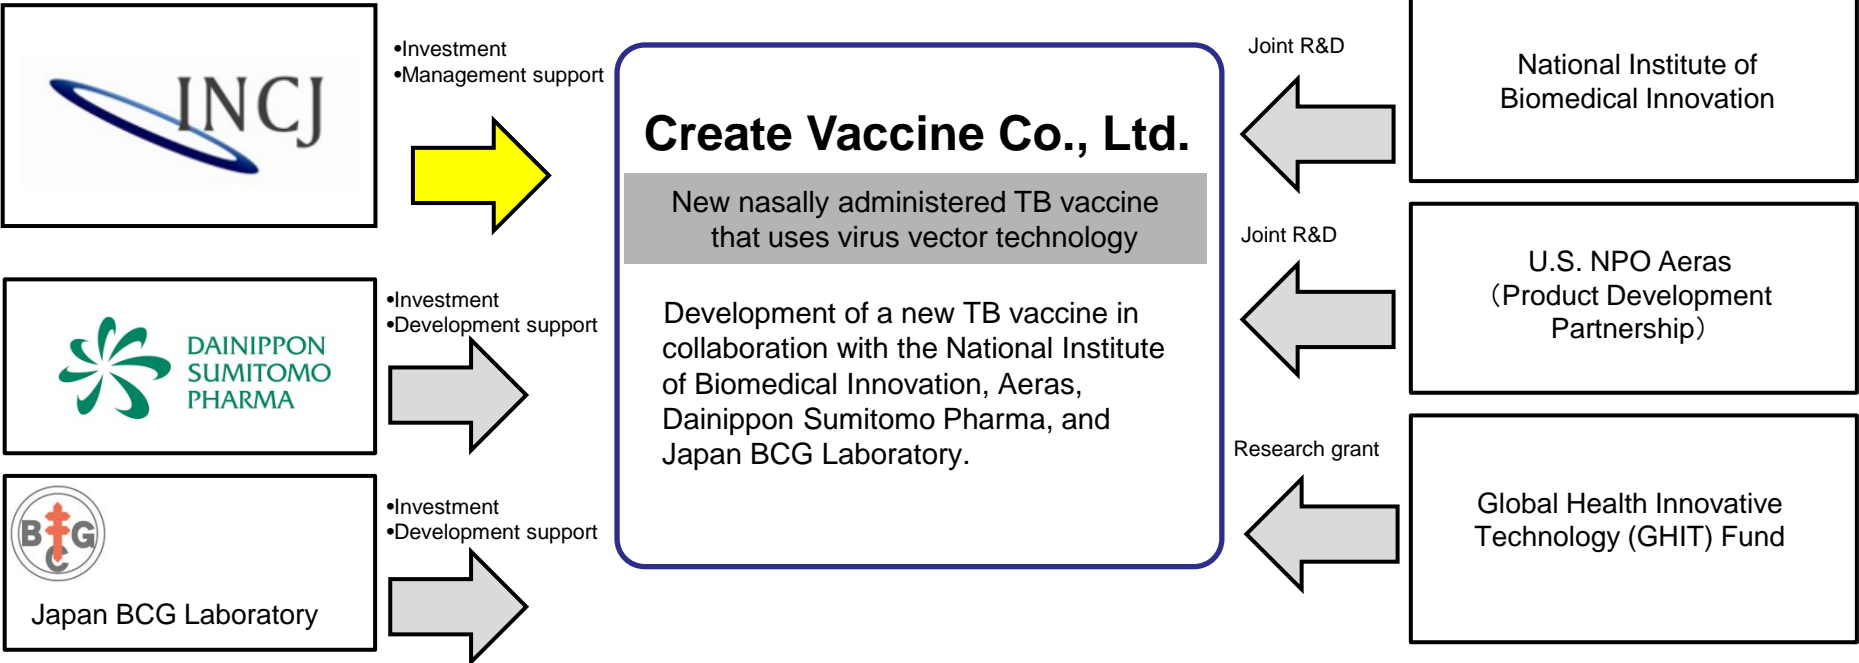 INCJ
•Investment
•Management support
DAINIPPON
SUMITOMO
PHARMA
•Investment
•Development support
B C G
Japan BCG Laboratory
•Investment
•Development support
Create Vaccine Co., Ltd.
New nasally administered TB vaccine
that uses virus vector technology
Development of a new TB vaccine in
collaboration with the National Institute
of Biomedical Innovation, Aeras,
Dainippon Sumitomo Pharma, and
Japan BCG Laboratory.
Joint R&D
National Institute of
Biomedical Innovation
Joint R&D
U.S. NPO Aeras
（Product Development
Partnership）
Research grant
Global Health Innovative
Technology (GHIT) Fund